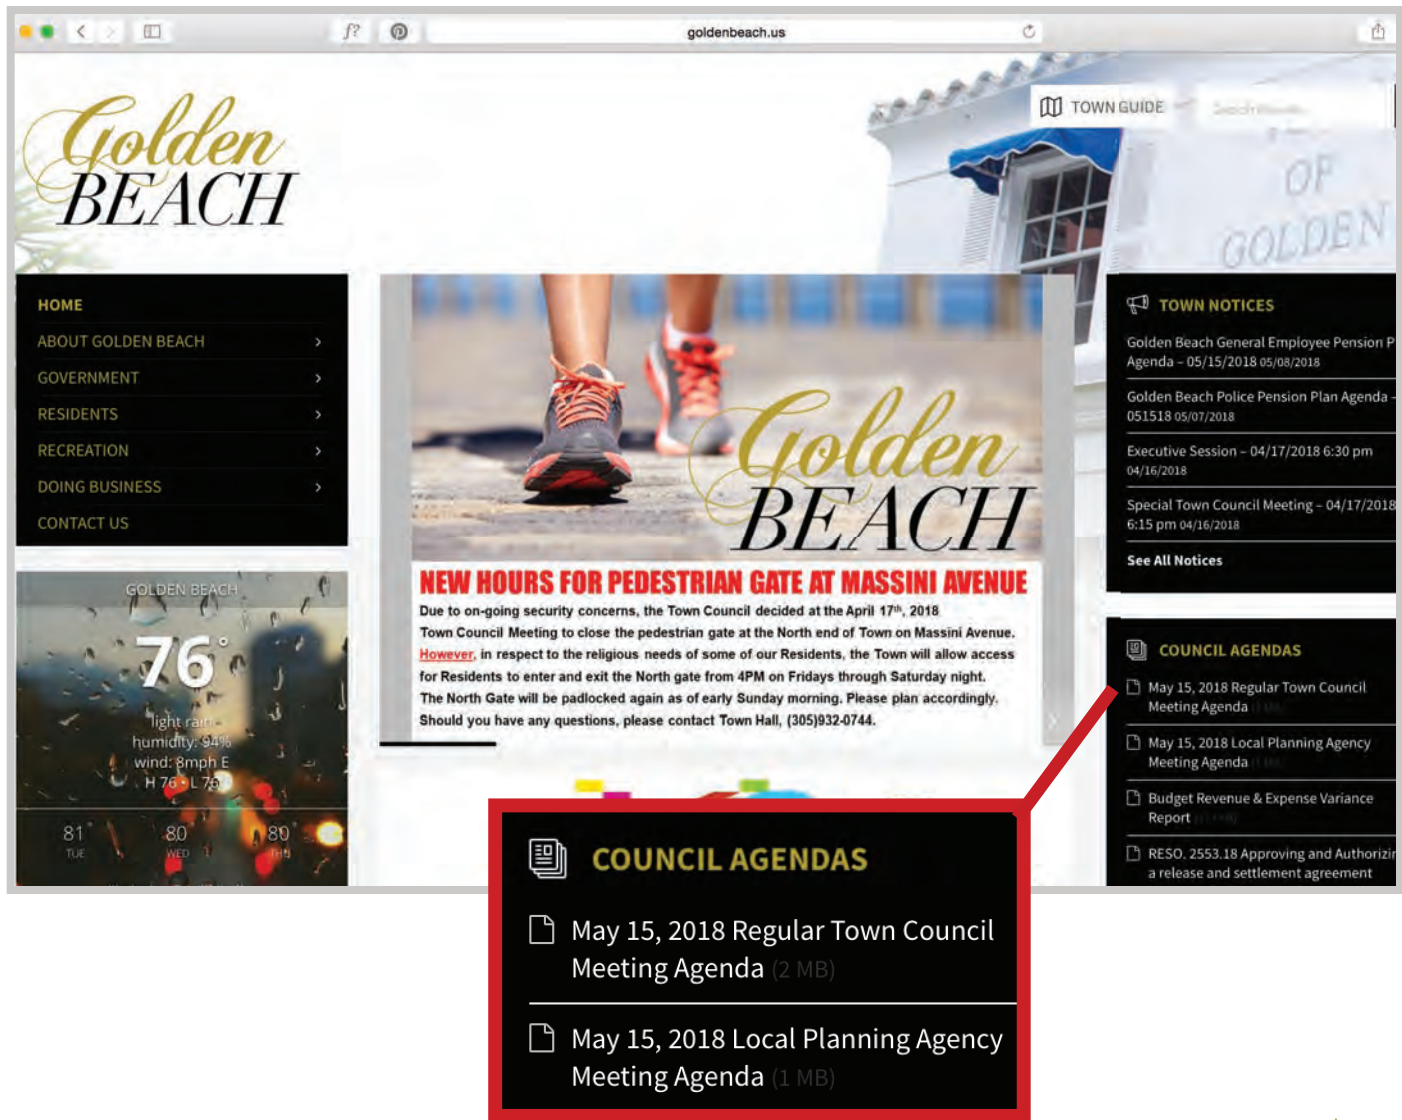 f?
goldenbeach.us
Golden
BEACH
TOWN GUIDE
OF
GOLDEN
HOME
ABOUT GOLDEN BEACH
GOVERNMENT
RESIDENTS
RECREATION
DOING BUSINESS
CONTACT US
GOLDEN BEACH
76°
light rain
humidity: 94%
wind: 8mph E
H 76 • L 76
81° 80° 80°
TUE WED THU
Golden
BEACH
NEW HOURS FOR PEDESTRIAN GATE AT MASSINI AVENUE
Due to on-going security concerns, the Town Council decided at the April 17th, 2018
Town Council Meeting to close the pedestrian gate at the North end of Town on Massini Avenue.
However, in respect to the religious needs of some of our Residents, the Town will allow access
for Residents to enter and exit the North gate from 4PM on Fridays through Saturday night.
The North Gate will be padlocked again as of early Sunday morning. Please plan accordingly.
Should you have any questions, please contact Town Hall, (305)932-0744.
TOWN NOTICES
Golden Beach General Employee Pension P
Agenda – 05/15/2018 05/08/2018
Golden Beach Police Pension Plan Agenda –
051518 05/07/2018
Executive Session – 04/17/2018 6:30 pm
04/16/2018
Special Town Council Meeting – 04/17/2018
6:15 pm 04/16/2018
See All Notices
COUNCIL AGENDAS
May 15, 2018 Regular Town Council
Meeting Agenda
May 15, 2018 Local Planning Agency
Meeting Agenda
Budget Revenue & Expense Variance
Report
RESO. 2553.18 Approving and Authorizin
a release and settlement agreement
COUNCIL AGENDAS
May 15, 2018 Regular Town Council
Meeting Agenda (2 MB)
May 15, 2018 Local Planning Agency
Meeting Agenda (1 MB)